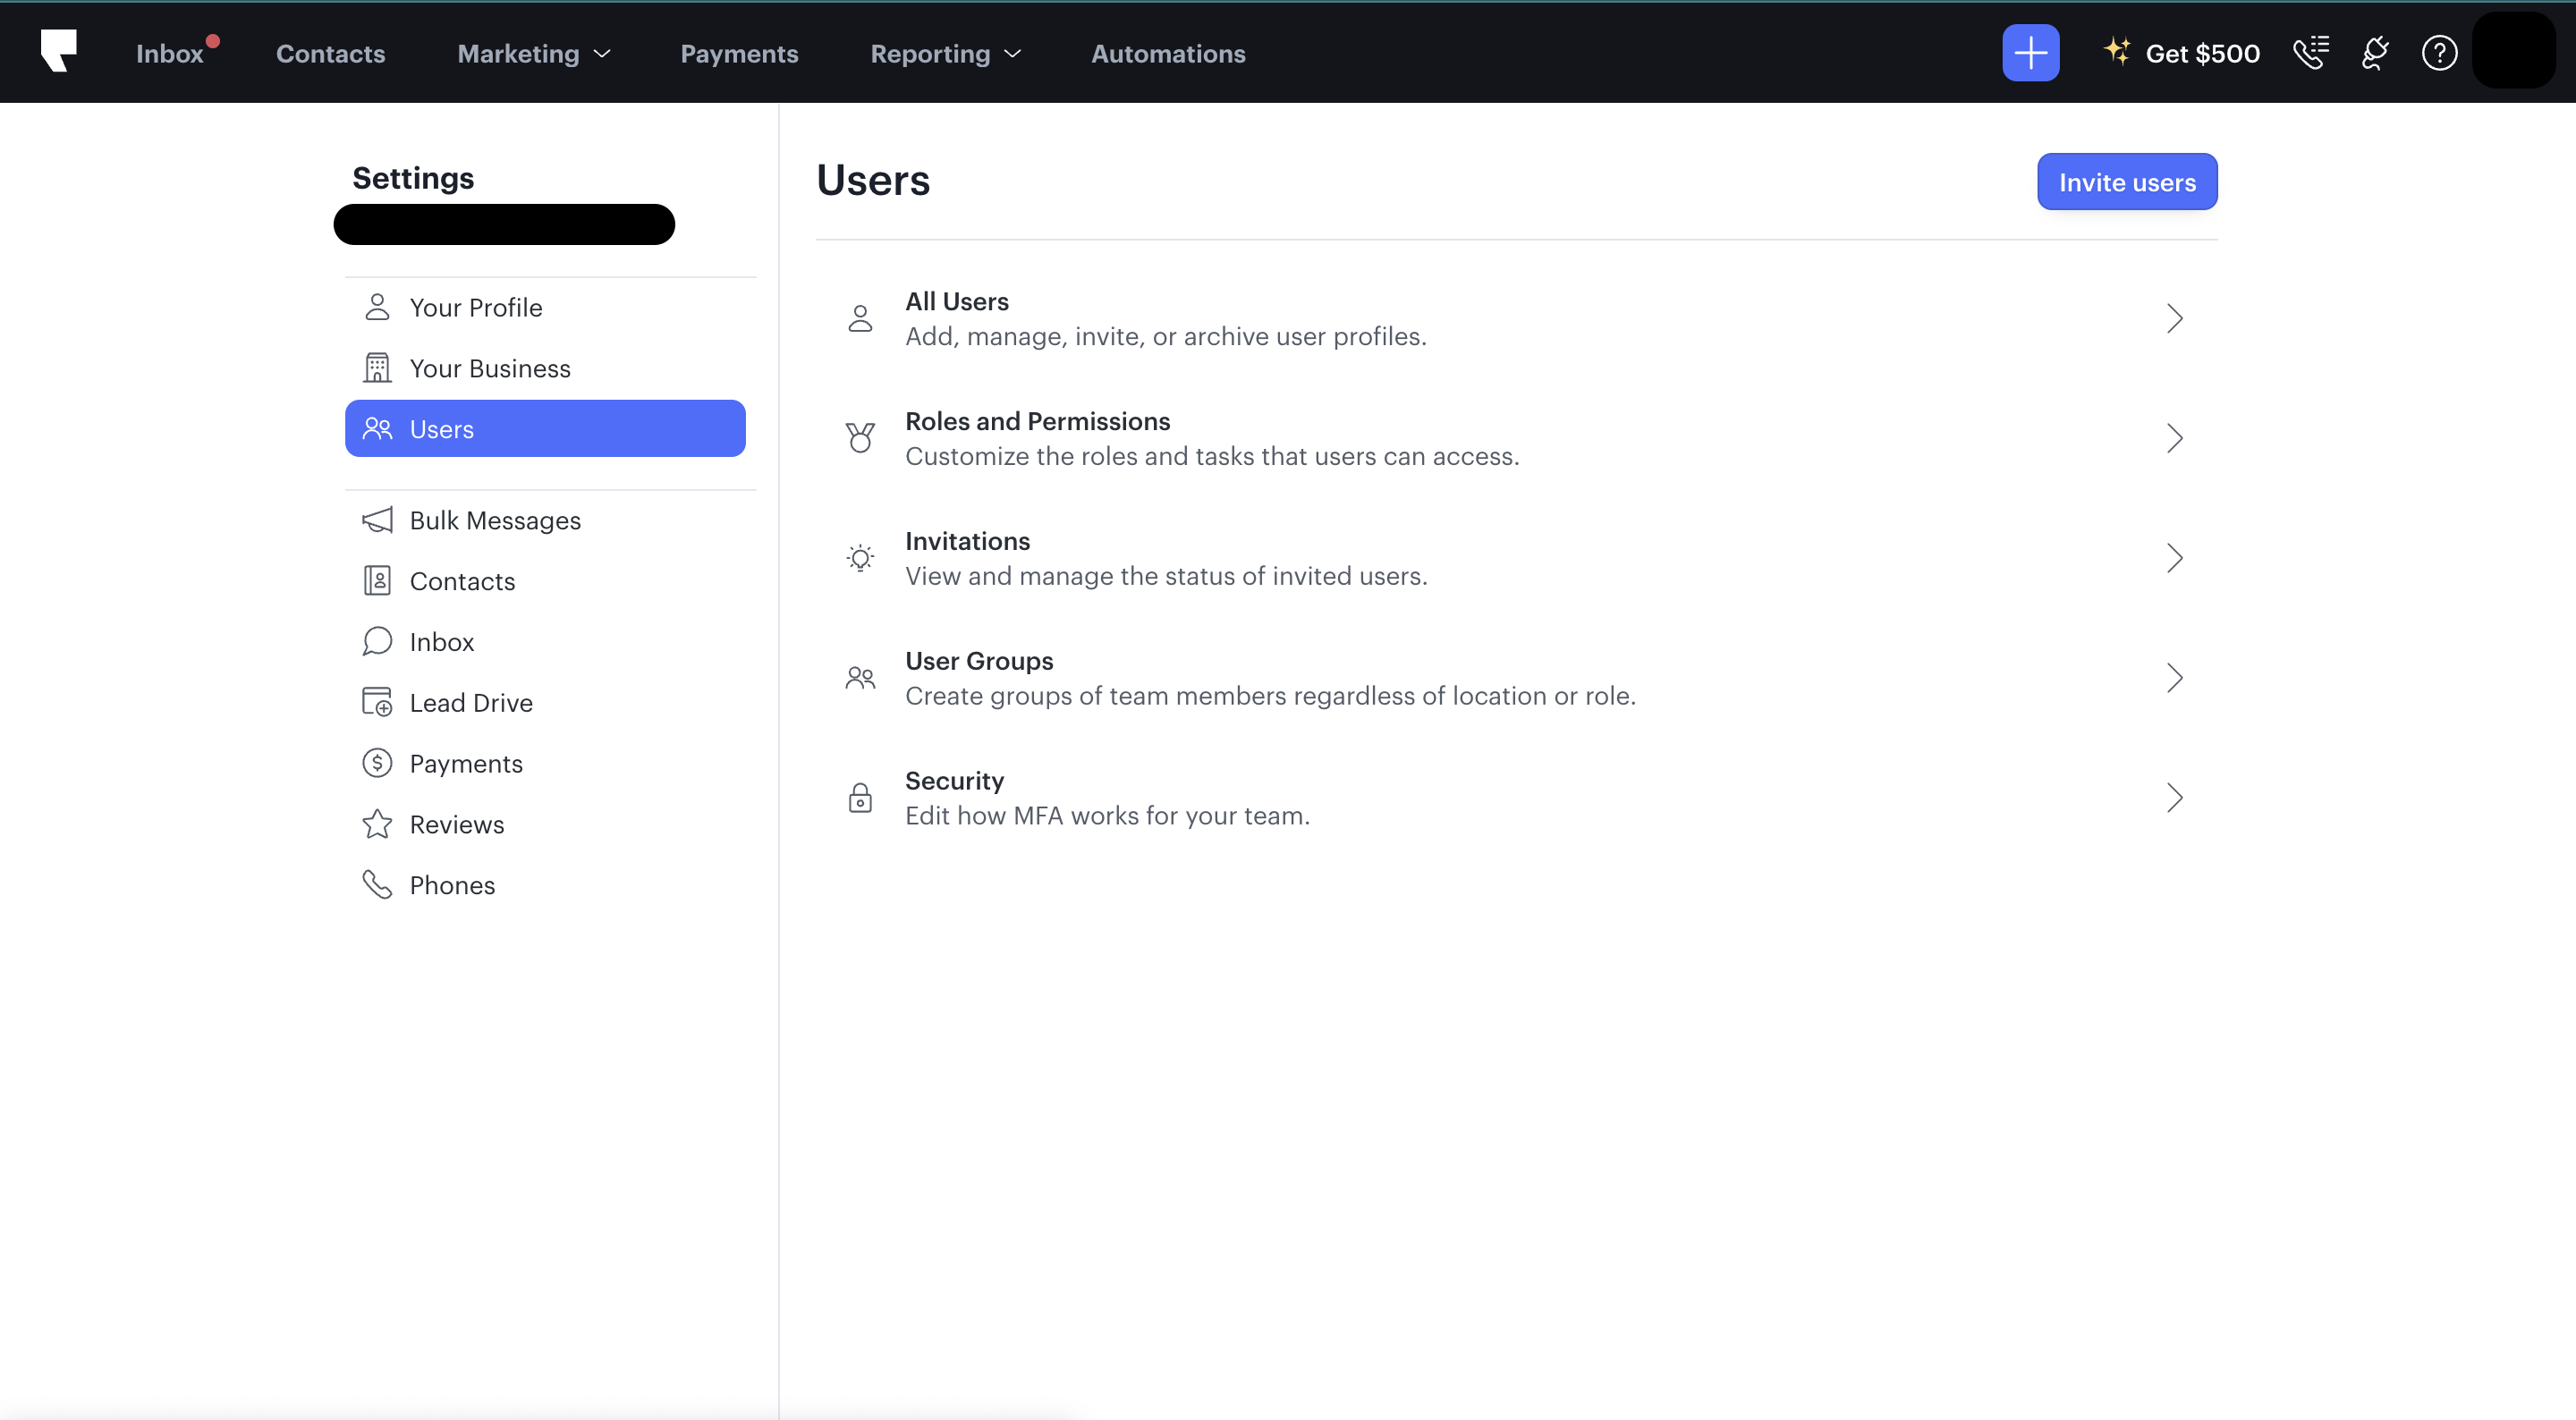 Inbox Contacts Marketing Payments Reporting Automations Get $500
Settings
Your Profile
Your Business
Users
Bulk Messages
Contacts
Inbox
Lead Drive
Payments
Reviews
Phones
Users
Invite users
All Users
Add, manage, invite, or archive user profiles.
Roles and Permissions
Customize the roles and tasks that users can access.
Invitations
View and manage the status of invited users.
User Groups
Create groups of team members regardless of location or role.
Security
Edit how MFA works for your team.